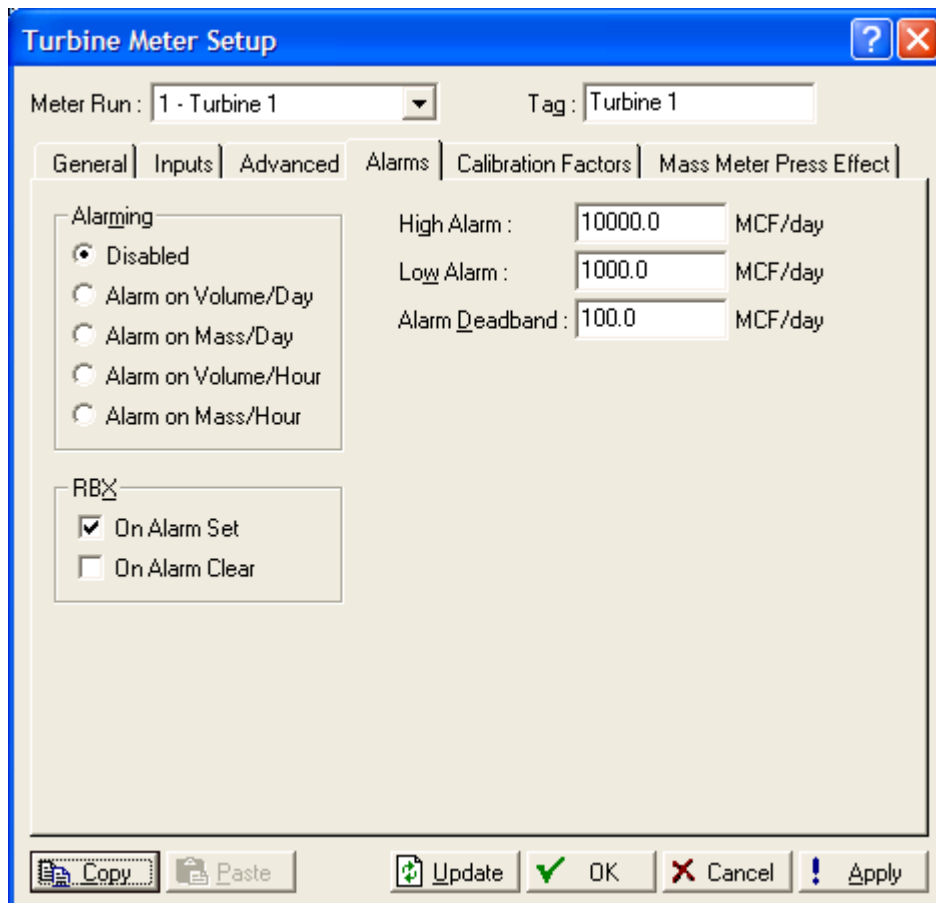 Turbine Meter Setup
Meter Run : 1 - Turbine 1 Tag : Turbine 1
General Inputs Advanced Alarms Calibration Factors Mass Meter Press Effect
Alarming
Disabled
Alarm on Volume/Day
Alarm on Mass/Day
Alarm on Volume/Hour
Alarm on Mass/Hour
High Alarm : 10000.0 MCF/day
Low Alarm : 1000.0 MCF/day
Alarm Deadband : 100.0 MCF/day
RBX
On Alarm Set
On Alarm Clear
Copy Paste Update OK Cancel Apply